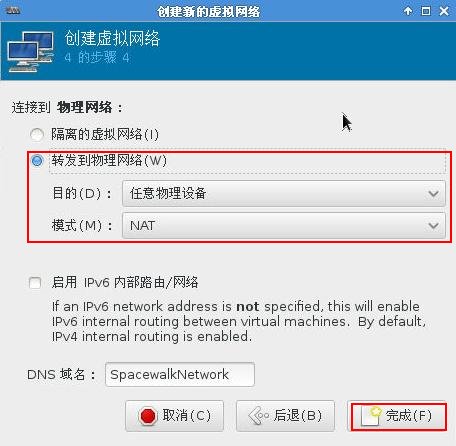 创建新的虚拟网络
创建虚拟网络
4 的步骤 4
连接到 物理网络：
隔离的虚拟网络(I)
转发到物理网络(W)
目的(D)： 任意物理设备
模式(M)： NAT
启用 IPv6 内部路由/网络
If an IPv6 network address is not specified, this will enable
IPv6 internal routing between virtual machines. By default,
IPv4 internal routing is enabled.
DNS 域名： SpacewalkNetwork
取消(C) 后退(B) 完成(F)